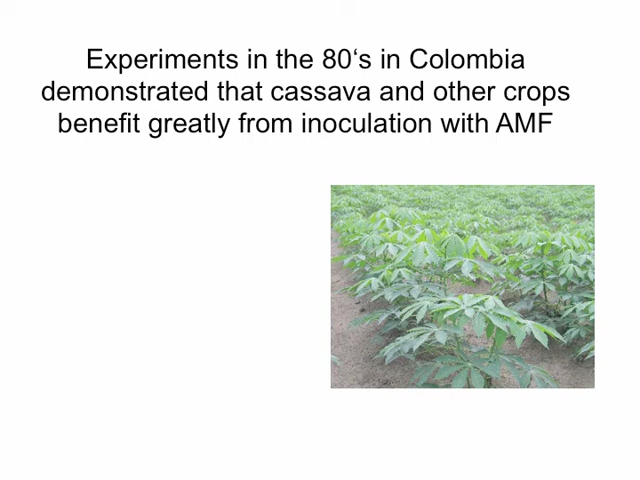 Experiments in the 80‘s in Colombia
demonstrated that cassava and other crops
benefit greatly from inoculation with AMF